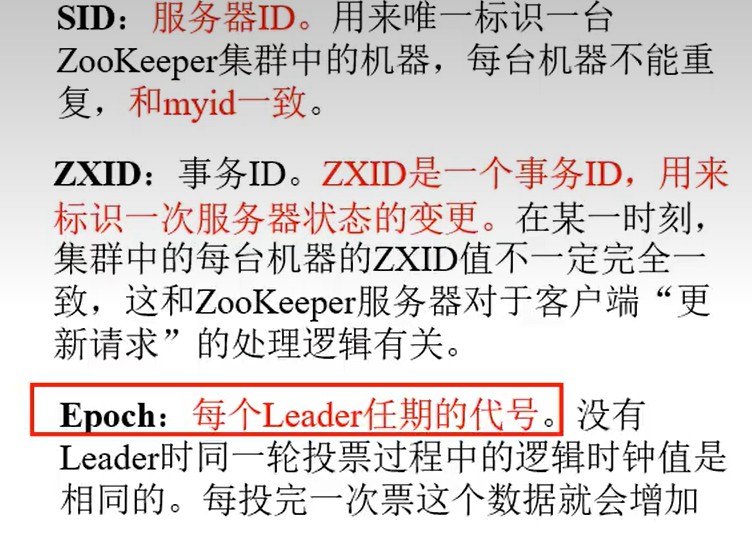 SID：服务器ID。用来唯一标识一台
ZooKeeper集群中的机器，每台机器不能重
复，和myid一致。
ZXID：事务ID。ZXID是一个事务ID，用来
标识一次服务器状态的变更。在某一时刻，
集群中的每台机器的ZXID值不一定完全一
致，这和ZooKeeper服务器对于客户端“更
新请求”的处理逻辑有关。
Epoch：每个Leader任期的代号。没有
Leader时同一轮投票过程中的逻辑时钟值是
相同的。每投完一次票这个数据就会增加